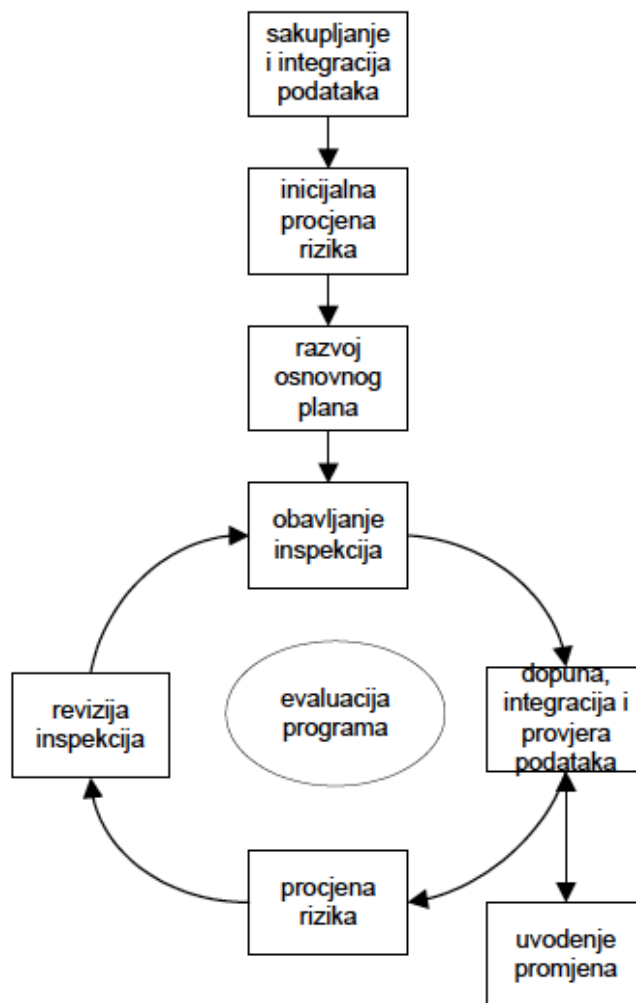 sakupljanje
i integracija
podataka
inicijalna
procjena
rizika
razvoj
osnovnog
plana
obavljanje
inspekcija
revizija
inspekcija
evaluacija
programa
dopuna,
integracija i
provjera
podataka
procjena
rizika
uvodenje
promjena